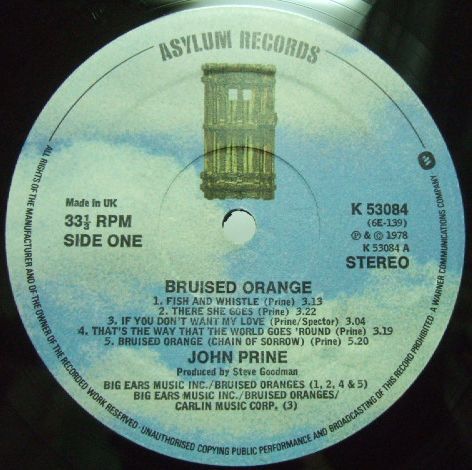 ASYLUM RECORDS
Made in UK
33⅓ RPM
SIDE ONE
K 53084
(6E-139)
℗ & © 1978
K 53084 A
STEREO
BRUISED ORANGE
1. FISH AND WHISTLE (Prine) 3.13
2. THERE SHE GOES (Prine) 3.22
3. IF YOU DON'T WANT MY LOVE (Prine/Spector) 3.04
4. THAT'S THE WAY THAT THE WORLD GOES 'ROUND (Prine) 3.19
5. BRUISED ORANGE (CHAIN OF SORROW) (Prine) 5.20
JOHN PRINE
Produced by Steve Goodman
BIG EARS MUSIC INC./BRUISED ORANGES (1, 2, 4 & 5)
BIG EARS MUSIC INC./BRUISED ORANGES/
CARLIN MUSIC CORP. (3)
ALL RIGHTS OF THE MANUFACTURER AND OF THE OWNER OF THE RECORDED WORK RESERVED. UNAUTHORISED COPYING PUBLIC PERFORMANCE AND BROADCASTING OF THIS RECORD PROHIBITED. A WARNER COMMUNICATIONS COMPANY